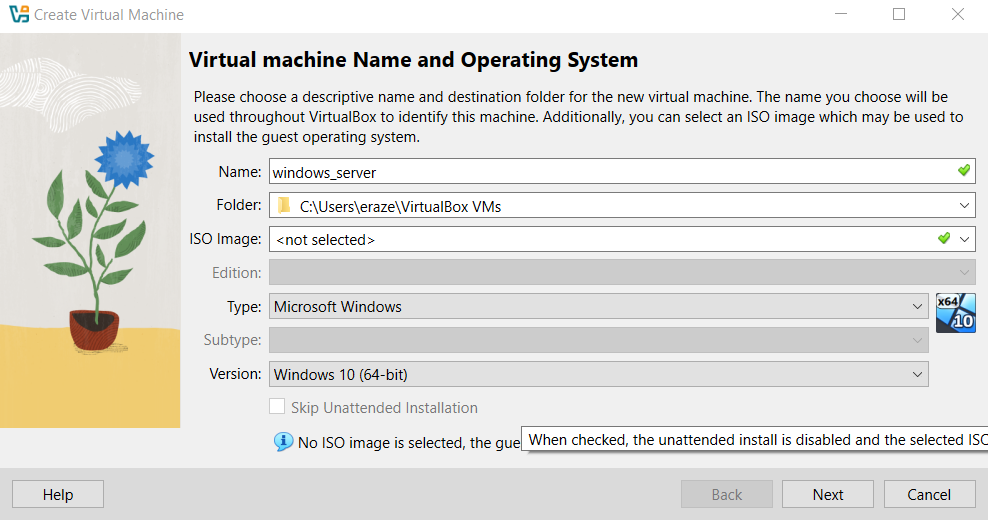 Create Virtual Machine
Virtual machine Name and Operating System
Please choose a descriptive name and destination folder for the new virtual machine. The name you choose will be
used throughout VirtualBox to identify this machine. Additionally, you can select an ISO image which may be used to
install the guest operating system.
Name: windows_server
Folder: C:\Users\eraze\VirtualBox VMs
ISO Image: <not selected>
Edition:
Type: Microsoft Windows
x64
10
Subtype:
Version: Windows 10 (64-bit)
Skip Unattended Installation
No ISO image is selected, the gue
When checked, the unattended install is disabled and the selected ISO
Help Back Next Cancel